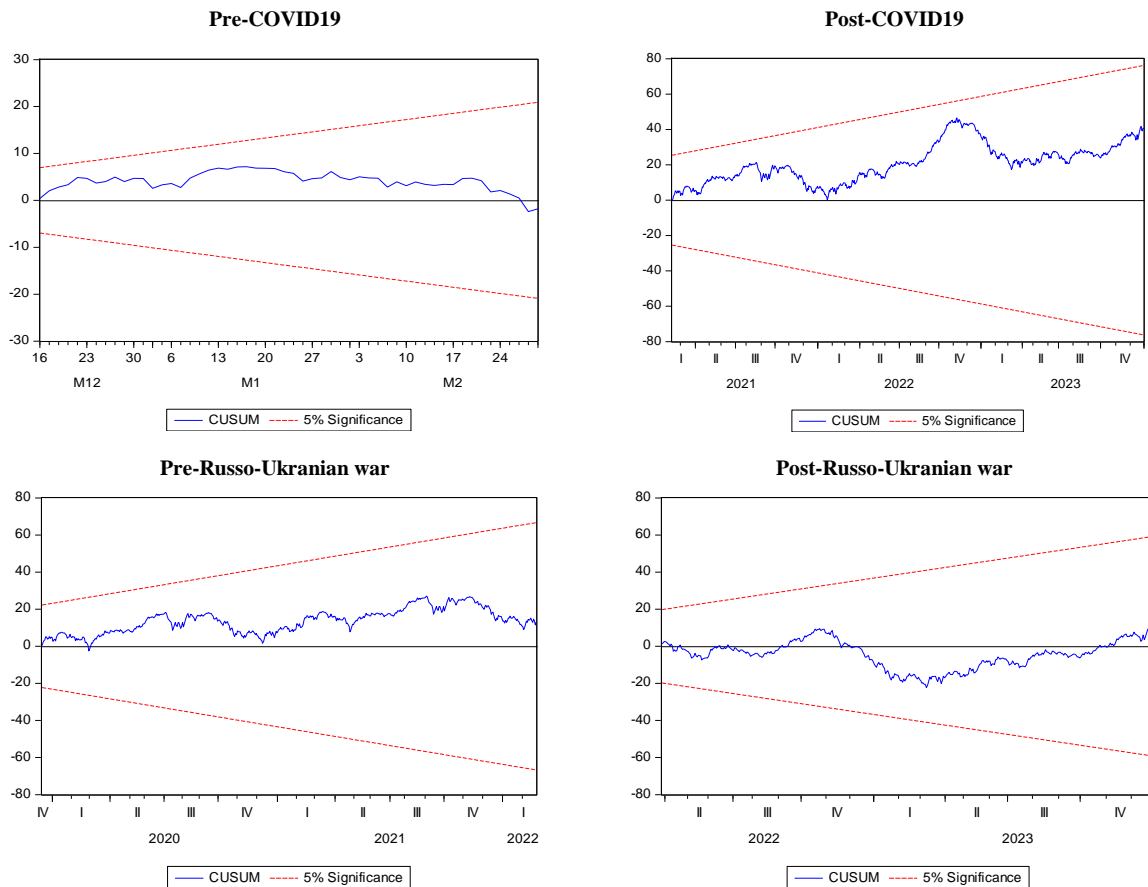 Pre-COVID19
30
20
10
0
-10
-20
-30
16 23 30 6 13 20 27 3 10 17 24
M12 M1 M2
CUSUM 5% Significance
Post-COVID19
80
60
40
20
0
-20
-40
-60
-80
I II III IV I II III IV I II III IV
2021 2022 2023
CUSUM 5% Significance
Pre-Russo-Ukranian war
80
60
40
20
0
-20
-40
-60
-80
IV I II III IV I II III IV I
2020 2021 2022
CUSUM 5% Significance
Post-Russo-Ukranian war
80
60
40
20
0
-20
-40
-60
-80
II III IV I II III IV
2022 2023
CUSUM 5% Significance